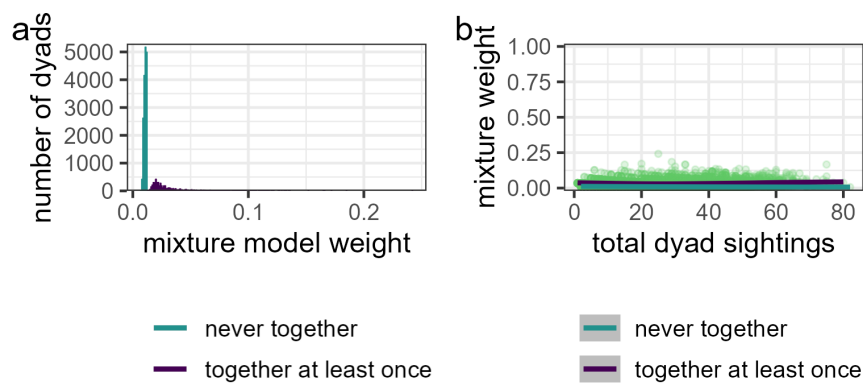 a
number of dyads
5000
4000
3000
2000
1000
0
0.0 0.1 0.2
mixture model weight
never together
together at least once
b
mixture weight
1.00
0.75
0.50
0.25
0.00
0 20 40 60 80
total dyad sightings
never together
together at least once